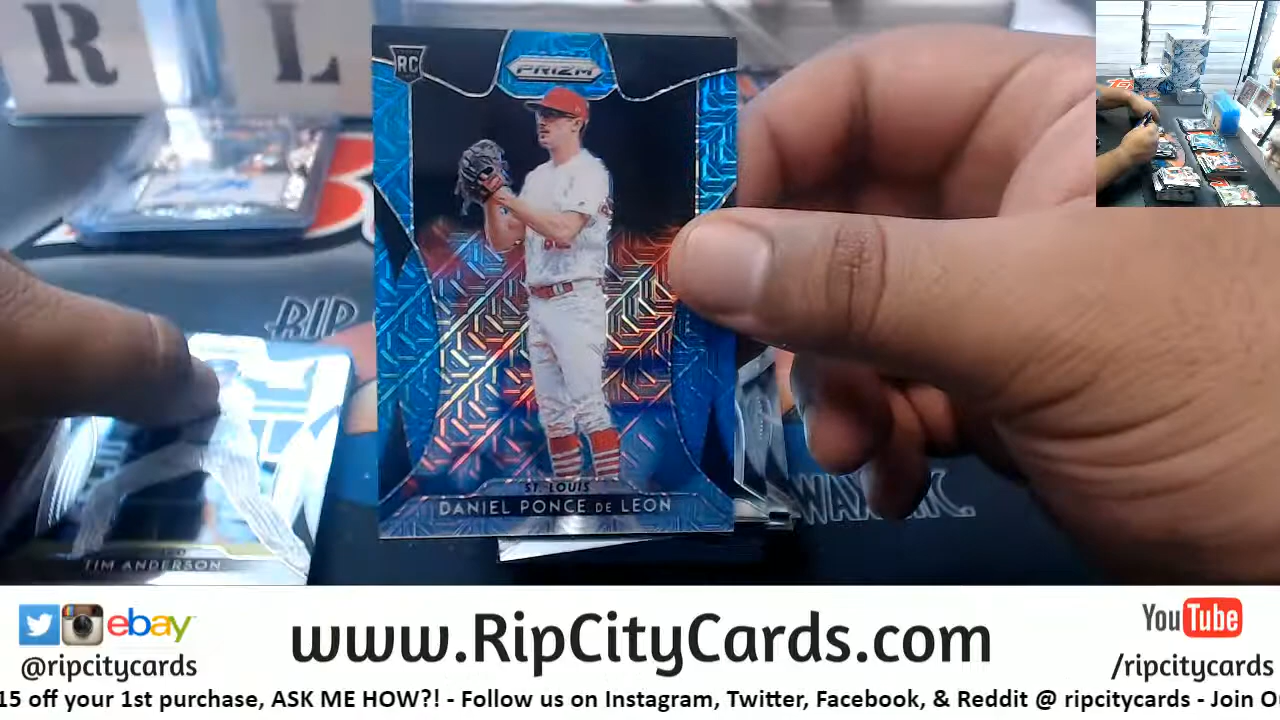 R L
RC
PRIZM
RIP
ST. LOUIS
DANIEL PONCE DE LEON
TIM ANDERSON
ebay
@ripcitycards
www.RipCityCards.com
YouTube
/ripcitycards
15 off your 1st purchase, ASK ME HOW?! - Follow us on Instagram, Twitter, Facebook, & Reddit @ ripcitycards - Join